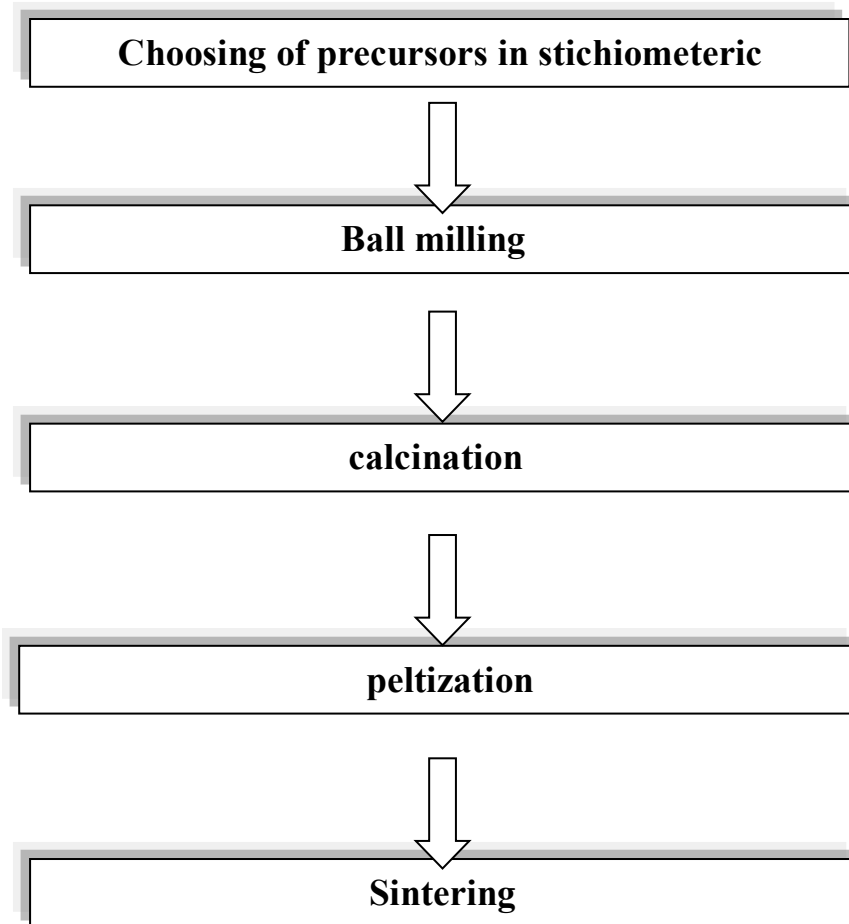 Choosing of precursors in stichiometeric
Ball milling
calcination
peltization
Sintering